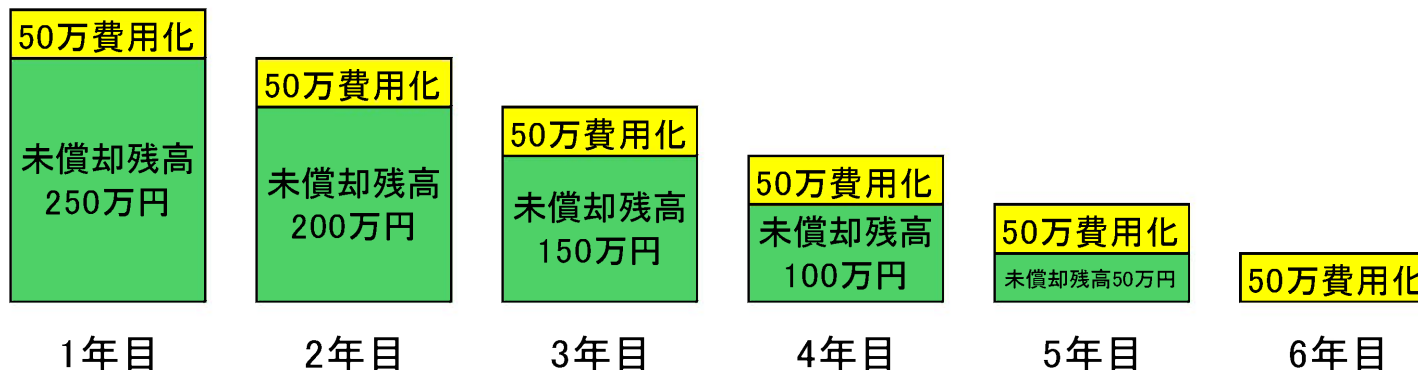 50万費用化
未償却残高
250万円
50万費用化
未償却残高
200万円
50万費用化
未償却残高
150万円
50万費用化
未償却残高
100万円
50万費用化
未償却残高50万円
50万費用化
1年目
2年目
3年目
4年目
5年目
6年目